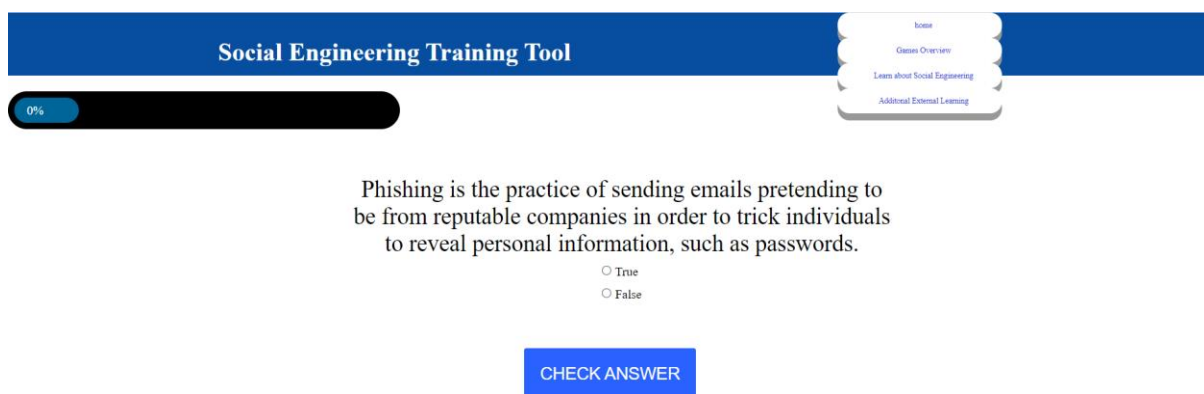 Social Engineering Training Tool
home
Games Overview
Learn about Social Engineering
Additonal External Learning
0%
Phishing is the practice of sending emails pretending to
be from reputable companies in order to trick individuals
to reveal personal information, such as passwords.
True
False
CHECK ANSWER